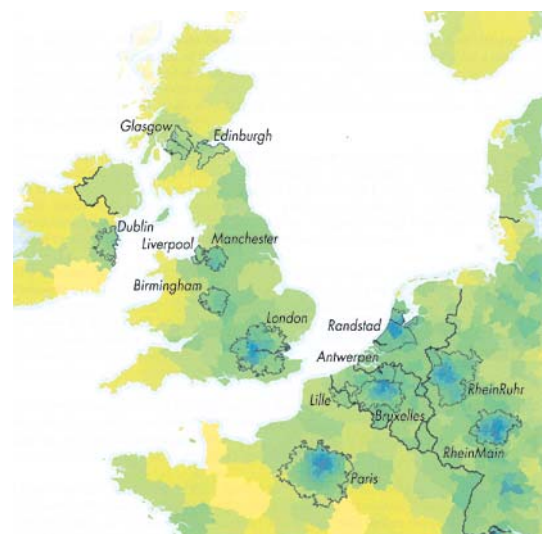 Glasgow
Edinburgh
Dublin
Liverpool
Manchester
Birmingham
London
Randstad
Antwerpen
Lille
Bruxelles
RheinRuhr
RheinMain
Paris